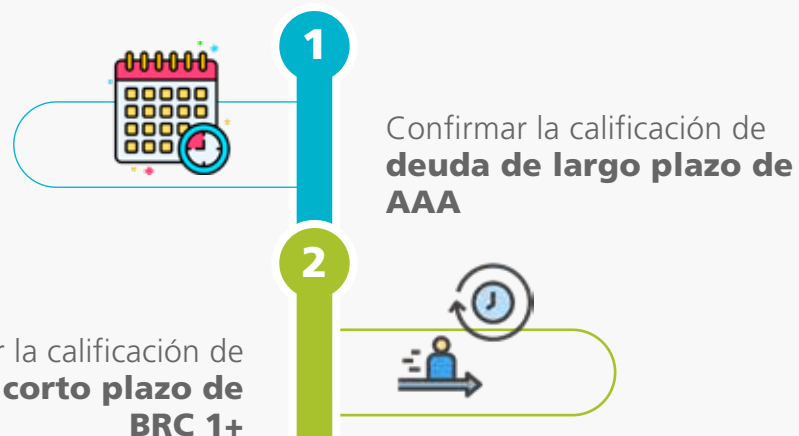 1
Confirmar la calificación de
deuda de largo plazo de
AAA
2
la calificación de
corto plazo de
BRC 1+